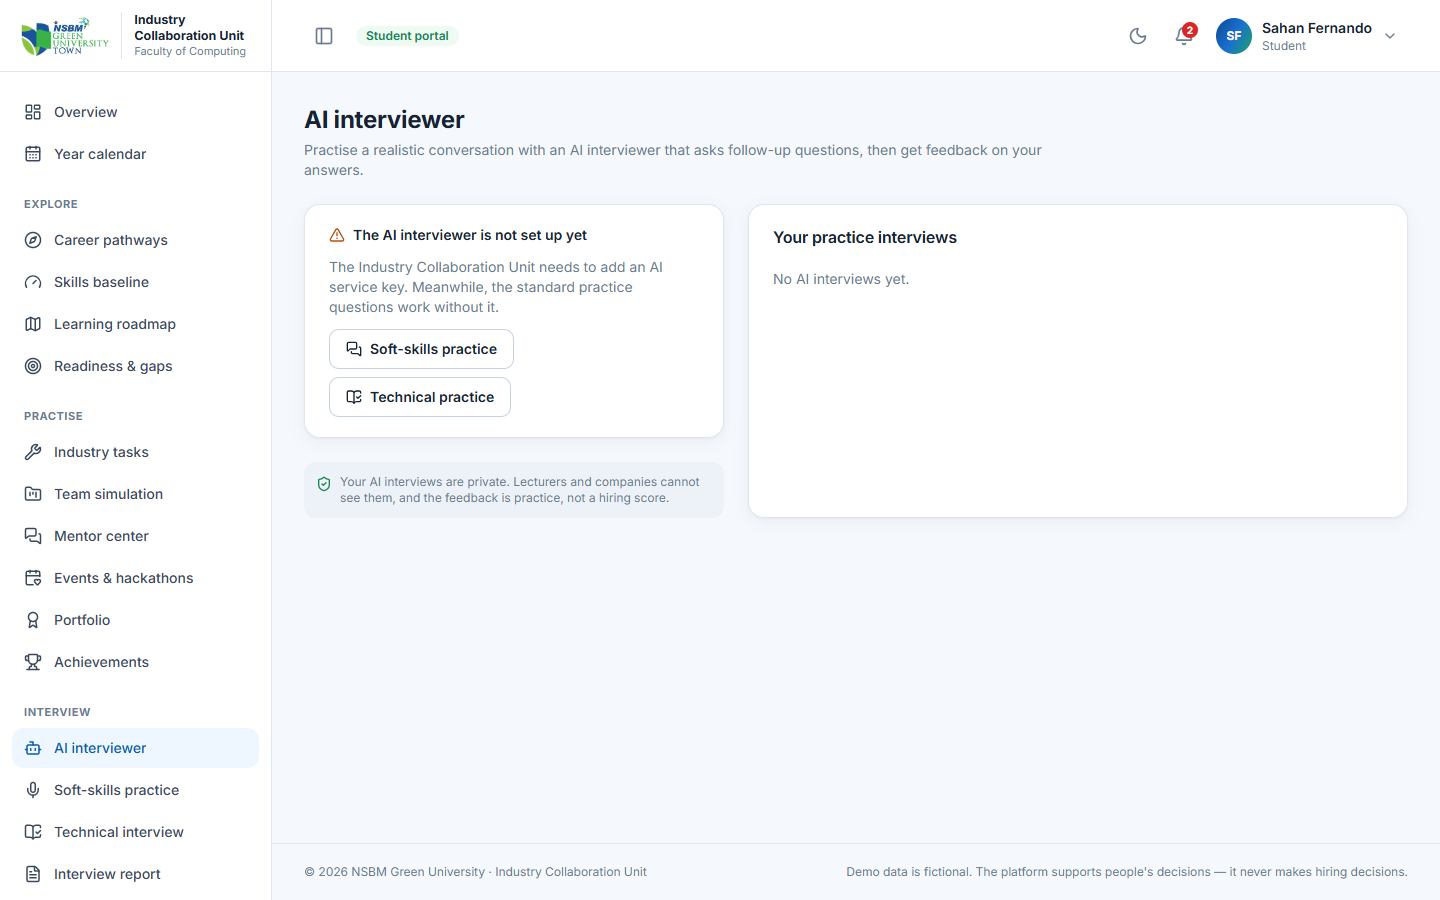 NSBM
GREEN
UNIVERSITY
TOWN
Industry
Collaboration Unit
Faculty of Computing
Student portal
2
SF
Sahan Fernando
Student
Overview
Year calendar
EXPLORE
Career pathways
Skills baseline
Learning roadmap
Readiness & gaps
PRACTISE
Industry tasks
Team simulation
Mentor center
Events & hackathons
Portfolio
Achievements
INTERVIEW
AI interviewer
Soft-skills practice
Technical interview
Interview report
AI interviewer
Practise a realistic conversation with an AI interviewer that asks follow-up questions, then get feedback on your
answers.
The AI interviewer is not set up yet
The Industry Collaboration Unit needs to add an AI
service key. Meanwhile, the standard practice
questions work without it.
Soft-skills practice
Technical practice
Your AI interviews are private. Lecturers and companies cannot
see them, and the feedback is practice, not a hiring score.
Your practice interviews
No AI interviews yet.
© 2026 NSBM Green University · Industry Collaboration Unit
Demo data is fictional. The platform supports people's decisions — it never makes hiring decisions.